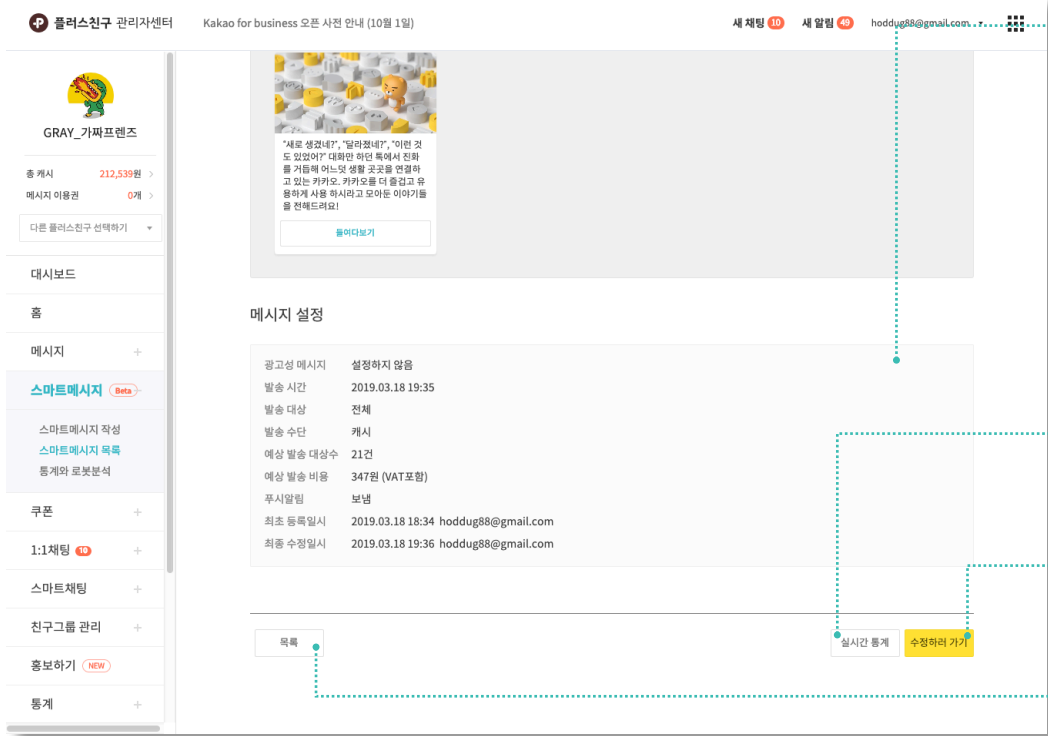 플러스친구 관리자센터
Kakao for business 오픈 사전 안내 (10월 1일)
새 채팅 10
새 알림 49
hoddug88@gmail.com
GRAY_가짜프렌즈
총 캐시 212,539원
메시지 이용권 0개
다른 플러스친구 선택하기
대시보드
홈
메시지
스마트메시지 Beta
스마트메시지 작성
스마트메시지 목록
통계와 로봇분석
쿠폰
1:1채팅 10
스마트채팅
친구그룹 관리
홍보하기 NEW
통계
"새로 생겼네?", "달라졌네?", "이런 것
도 있었어?" 대화만 하던 톡에서 진화
를 거듭해 어느덧 생활 곳곳을 연결하
고 있는 카카오. 카카오를 더 즐겁고 유
용하게 사용 하시라고 모아둔 이야기들
을 전해드려요!
돌이다보기
메시지 설정
광고성 메시지 설정하지 않음
발송 시간 2019.03.18 19:35
발송 대상 전체
발송 수단 캐시
예상 발송 대상수 21건
예상 발송 비용 347원 (VAT포함)
푸시알림 보냄
최초 등록일시 2019.03.18 18:34 hoddug88@gmail.com
최종 수정일시 2019.03.18 19:36 hoddug88@gmail.com
목록
실시간 통계
수정하러 가기